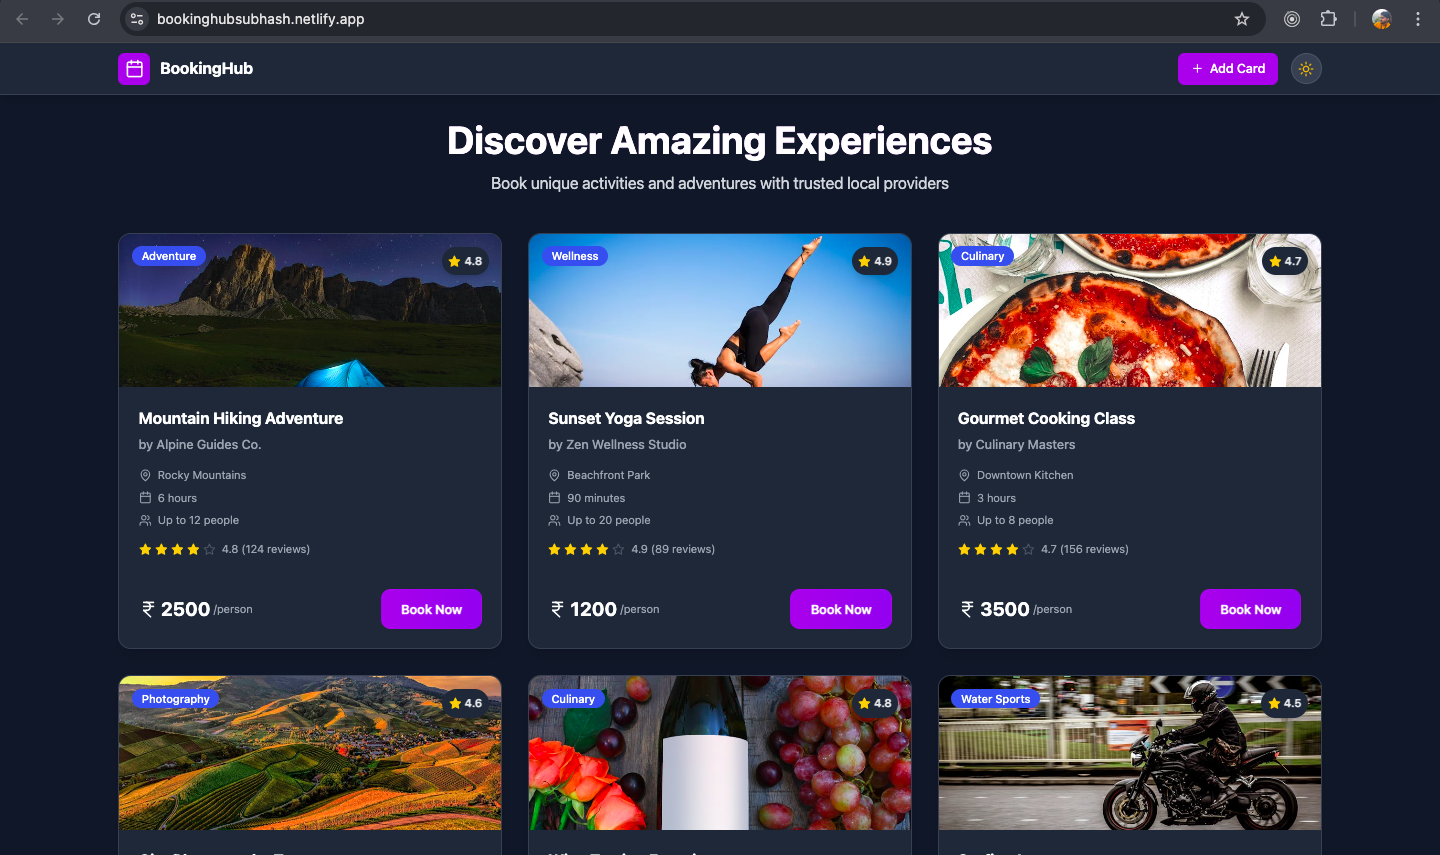 bookinghubsubhash.netlify.app
BookingHub
+ Add Card
Discover Amazing Experiences
Book unique activities and adventures with trusted local providers
Adventure
4.8
Mountain Hiking Adventure
by Alpine Guides Co.
Rocky Mountains
6 hours
Up to 12 people
4.8 (124 reviews)
₹ 2500 /person
Book Now
Wellness
4.9
Sunset Yoga Session
by Zen Wellness Studio
Beachfront Park
90 minutes
Up to 20 people
4.9 (89 reviews)
₹ 1200 /person
Book Now
Culinary
4.7
Gourmet Cooking Class
by Culinary Masters
Downtown Kitchen
3 hours
Up to 8 people
4.7 (156 reviews)
₹ 3500 /person
Book Now
Photography
4.6
Culinary
4.8
Water Sports
4.5